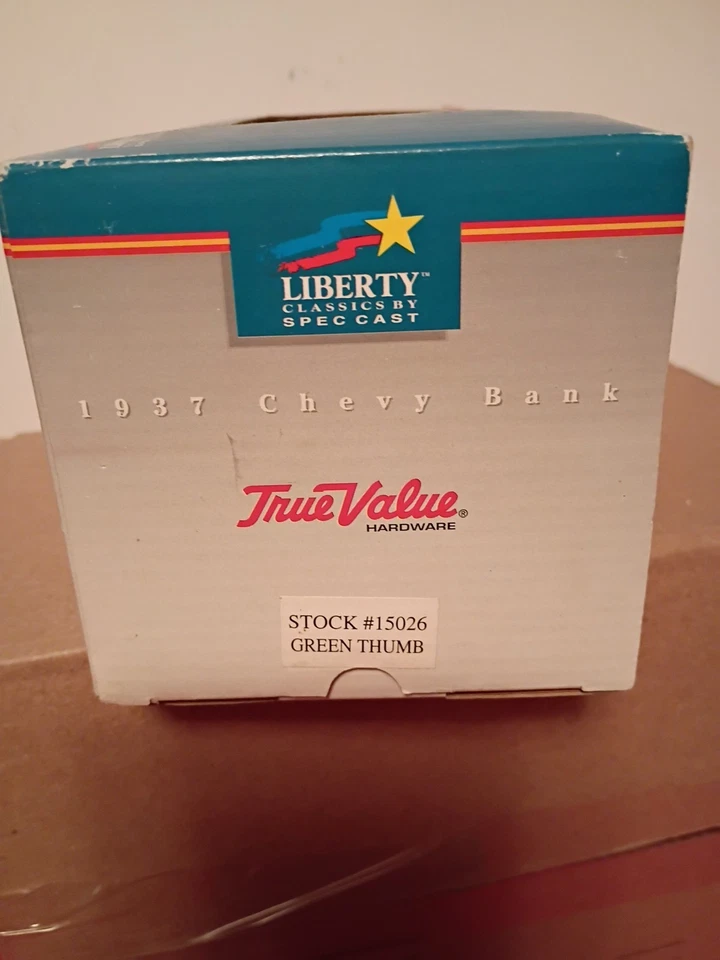 LIBERTY™
CLASSICS BY
SPEC CAST
1937 Chevy Bank
True Value®
HARDWARE
STOCK #15026
GREEN THUMB